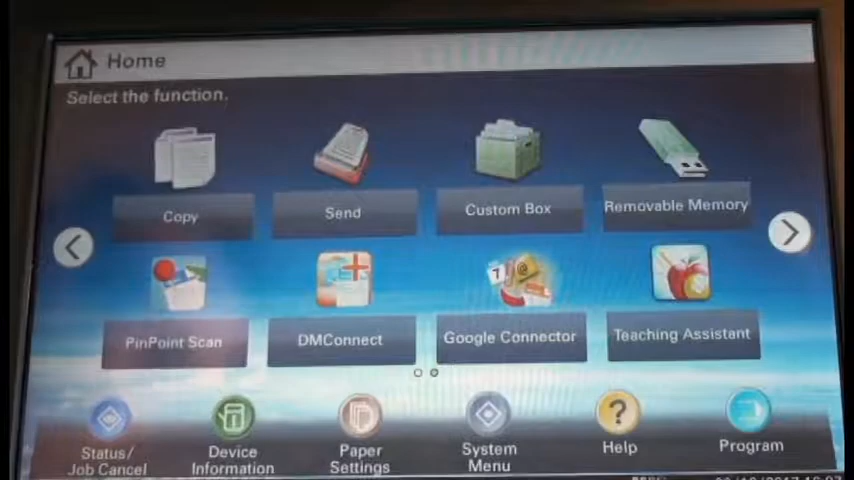 Home
Select the function.
Copy
Send
Custom Box
Removable Memory
7
PinPoint Scan
DMConnect
Google Connector
Teaching Assistant
Status/
Job Cancel
Device
Information
Paper
Settings
System
Menu
Help
Program